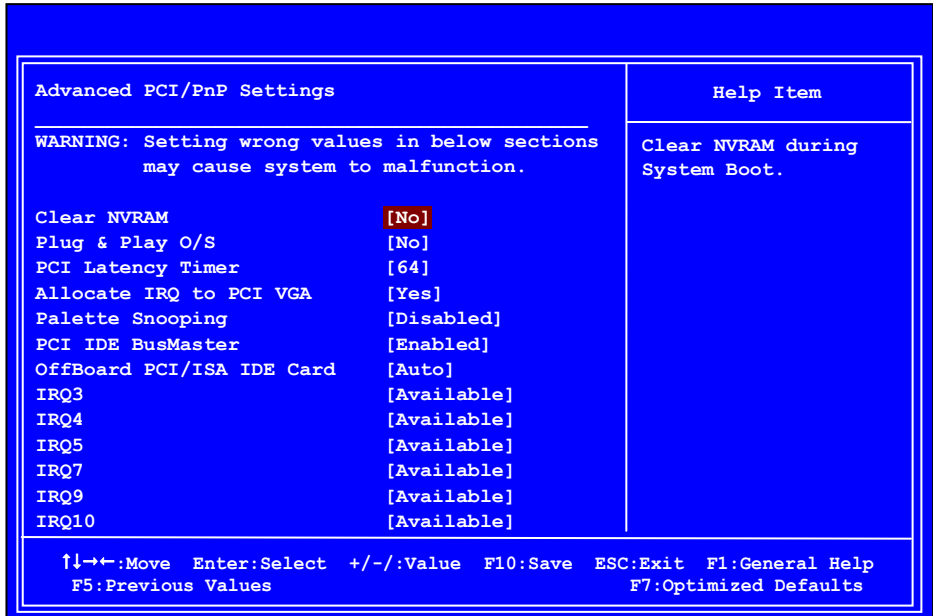 Advanced PCI/PnP Settings
Help Item
WARNING: Setting wrong values in below sections
may cause system to malfunction.
Clear NVRAM during
System Boot.
Clear NVRAM [No]
Plug & Play O/S [No]
PCI Latency Timer [64]
Allocate IRQ to PCI VGA [Yes]
Palette Snooping [Disabled]
PCI IDE BusMaster [Enabled]
OffBoard PCI/ISA IDE Card [Auto]
IRQ3 [Available]
IRQ4 [Available]
IRQ5 [Available]
IRQ7 [Available]
IRQ9 [Available]
IRQ10 [Available]
↑↓→←:Move Enter:Select +/-/:Value F10:Save ESC:Exit F1:General Help
F5:Previous Values F7:Optimized Defaults